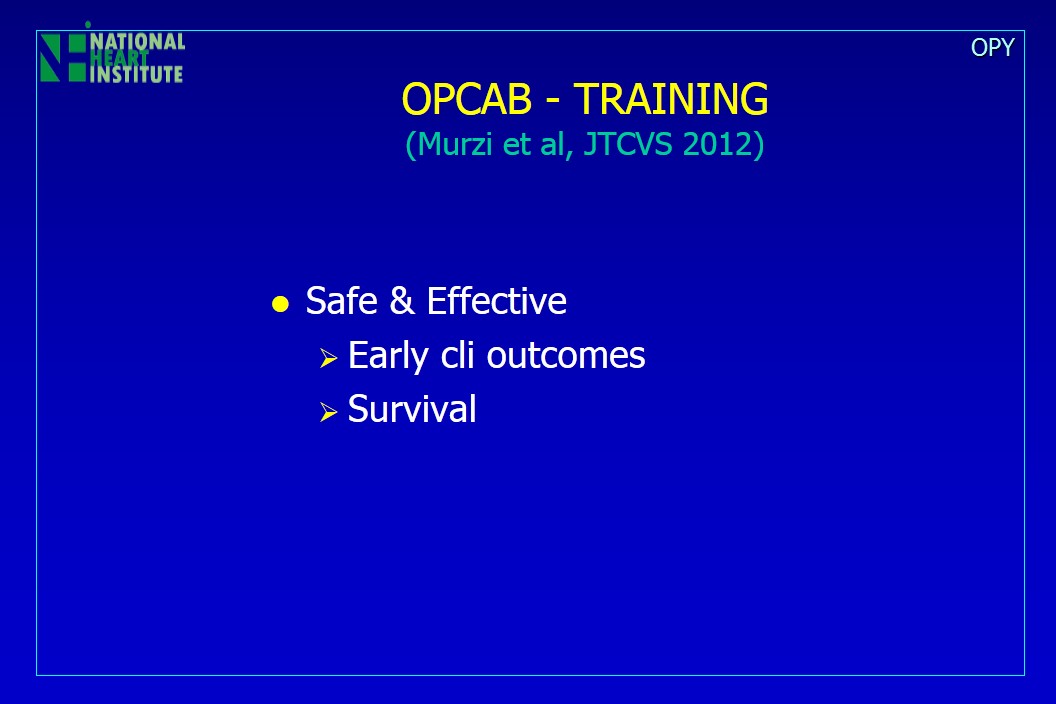 NATIONAL
HEART
INSTITUTE
OPY
OPCAB - TRAINING
(Murzi et al, JTCVS 2012)
Safe & Effective
Early cli outcomes
Survival